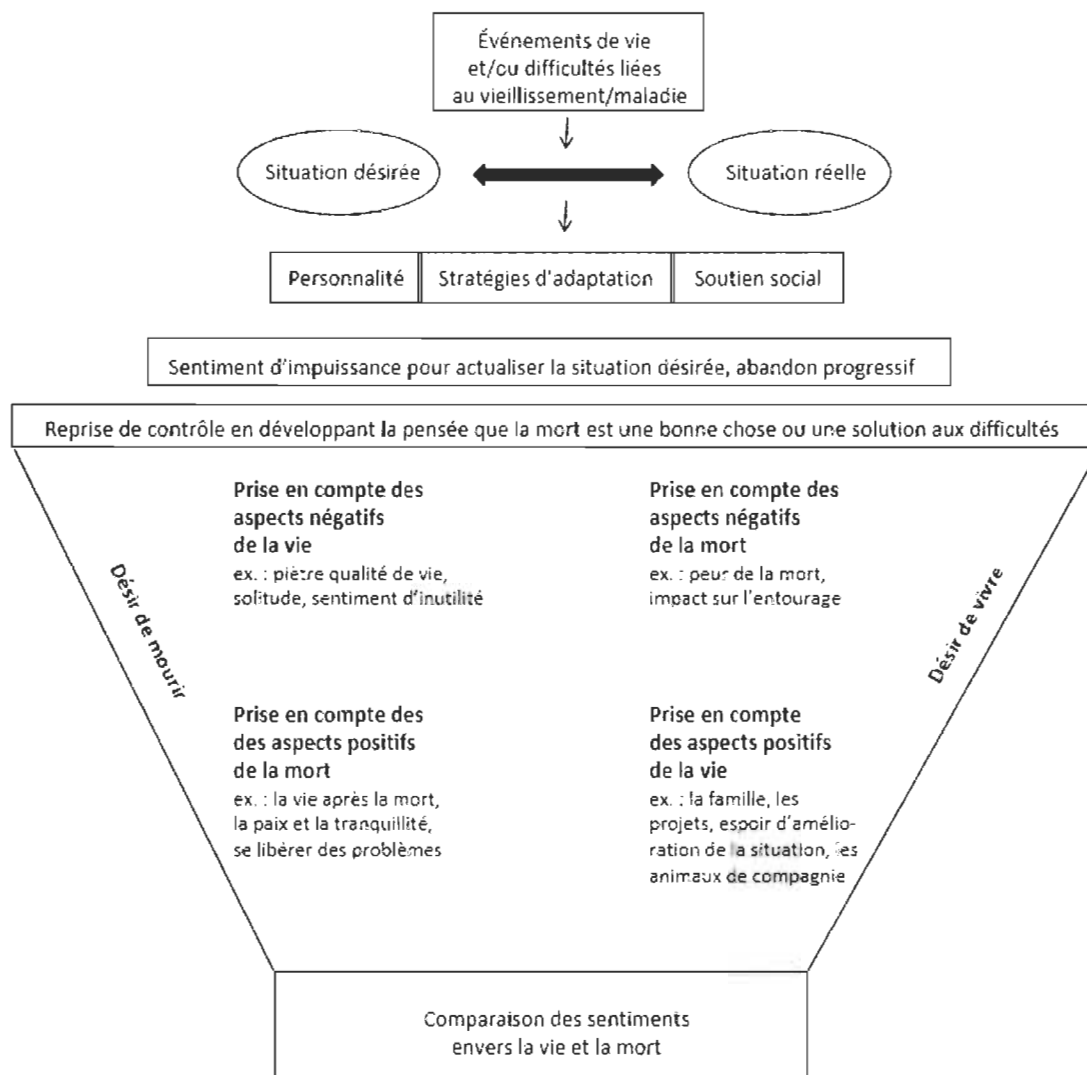 Événements de vie
et/ou difficultés liées
au vieillissement/maladie
Situation désirée
Situation réelle
Personnalité
Stratégies d'adaptation
Soutien social
Sentiment d'impuissance pour actualiser la situation désirée, abandon progressif
Reprise de contrôle en développant la pensée que la mort est une bonne chose ou une solution aux difficultés
Désir de mourir
Prise en compte des
aspects négatifs
de la vie
ex. : piètre qualité de vie,
solitude, sentiment d'inutilité
Prise en compte des
aspects négatifs
de la mort
ex. : peur de la mort,
impact sur l'entourage
Désir de vivre
Prise en compte des
des aspects positifs
de la mort
ex. : la vie après la mort,
la paix et la tranquillité,
se libérer des problèmes
Prise en compte
des aspects positifs
de la vie
ex. : la famille, les
projets, espoir d'amélio-
ration de la situation, les
animaux de compagnie
Comparaison des sentiments
envers la vie et la mort